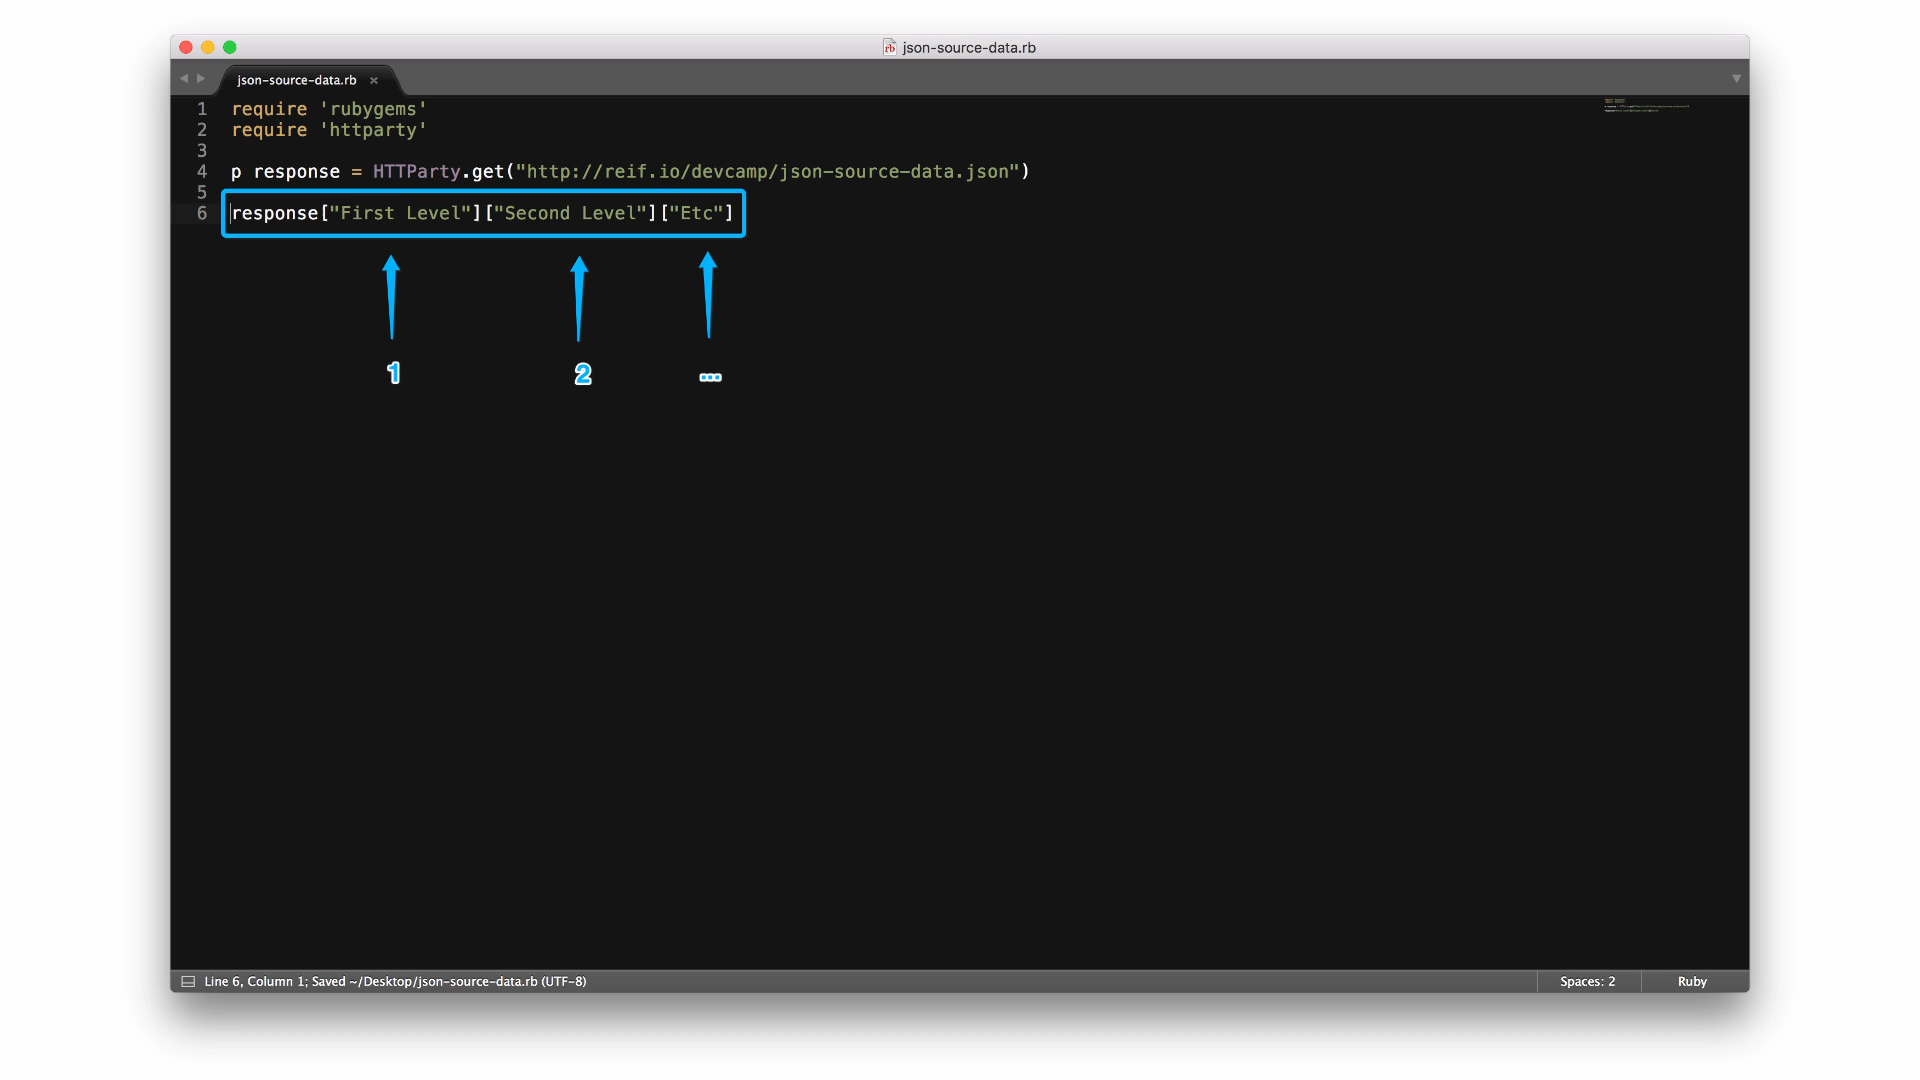 json-source-data.rb
json-source-data.rb ×
1 require 'rubygems'
2 require 'httparty'
3
4 p response = HTTParty.get("http://reif.io/devcamp/json-source-data.json")
5
6 response["First Level"]["Second Level"]["Etc"]
1 2 ...
Line 6, Column 1; Saved ~/Desktop/json-source-data.rb (UTF-8) Spaces: 2 Ruby